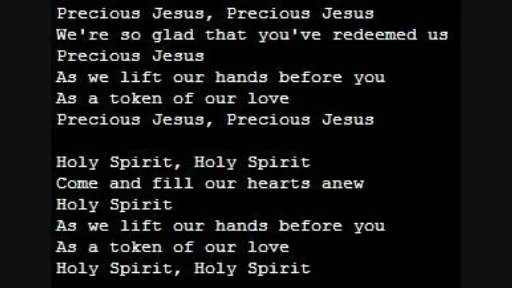 Precious Jesus, Precious Jesus
We're so glad that you've redeemed us
Precious Jesus
As we lift our hands before you
As a token of our love
Precious Jesus, Precious Jesus

Holy Spirit, Holy Spirit
Come and fill our hearts anew
Holy Spirit
As we lift our hands before you
As a token of our love
Holy Spirit, Holy Spirit